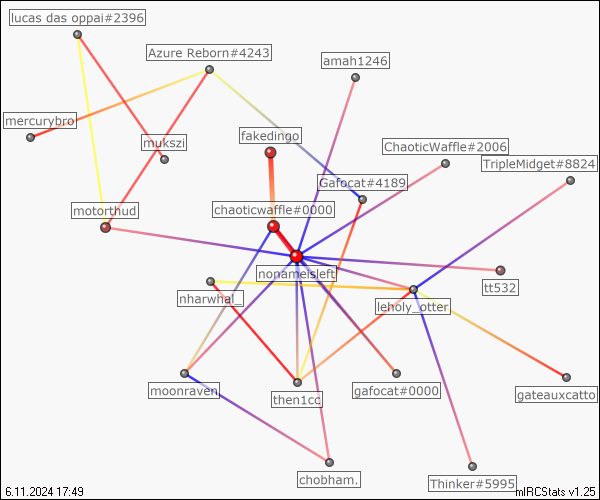 lucas das oppai#2396
Azure Reborn#4243
amah1246
mercurybro
fakedingo
mukszi
ChaoticWaffle#2006
TripleMidget#8824
Gafocat#4189
motorthud
chaoticwaffle#0000
nonameisleft
tt532
nharwhal_
leholy_otter
moonraven
then1cc
gafocat#0000
gateauxcatto
chobham.
Thinker#5995
6.11.2024 17:49
mIRCStats v1.25